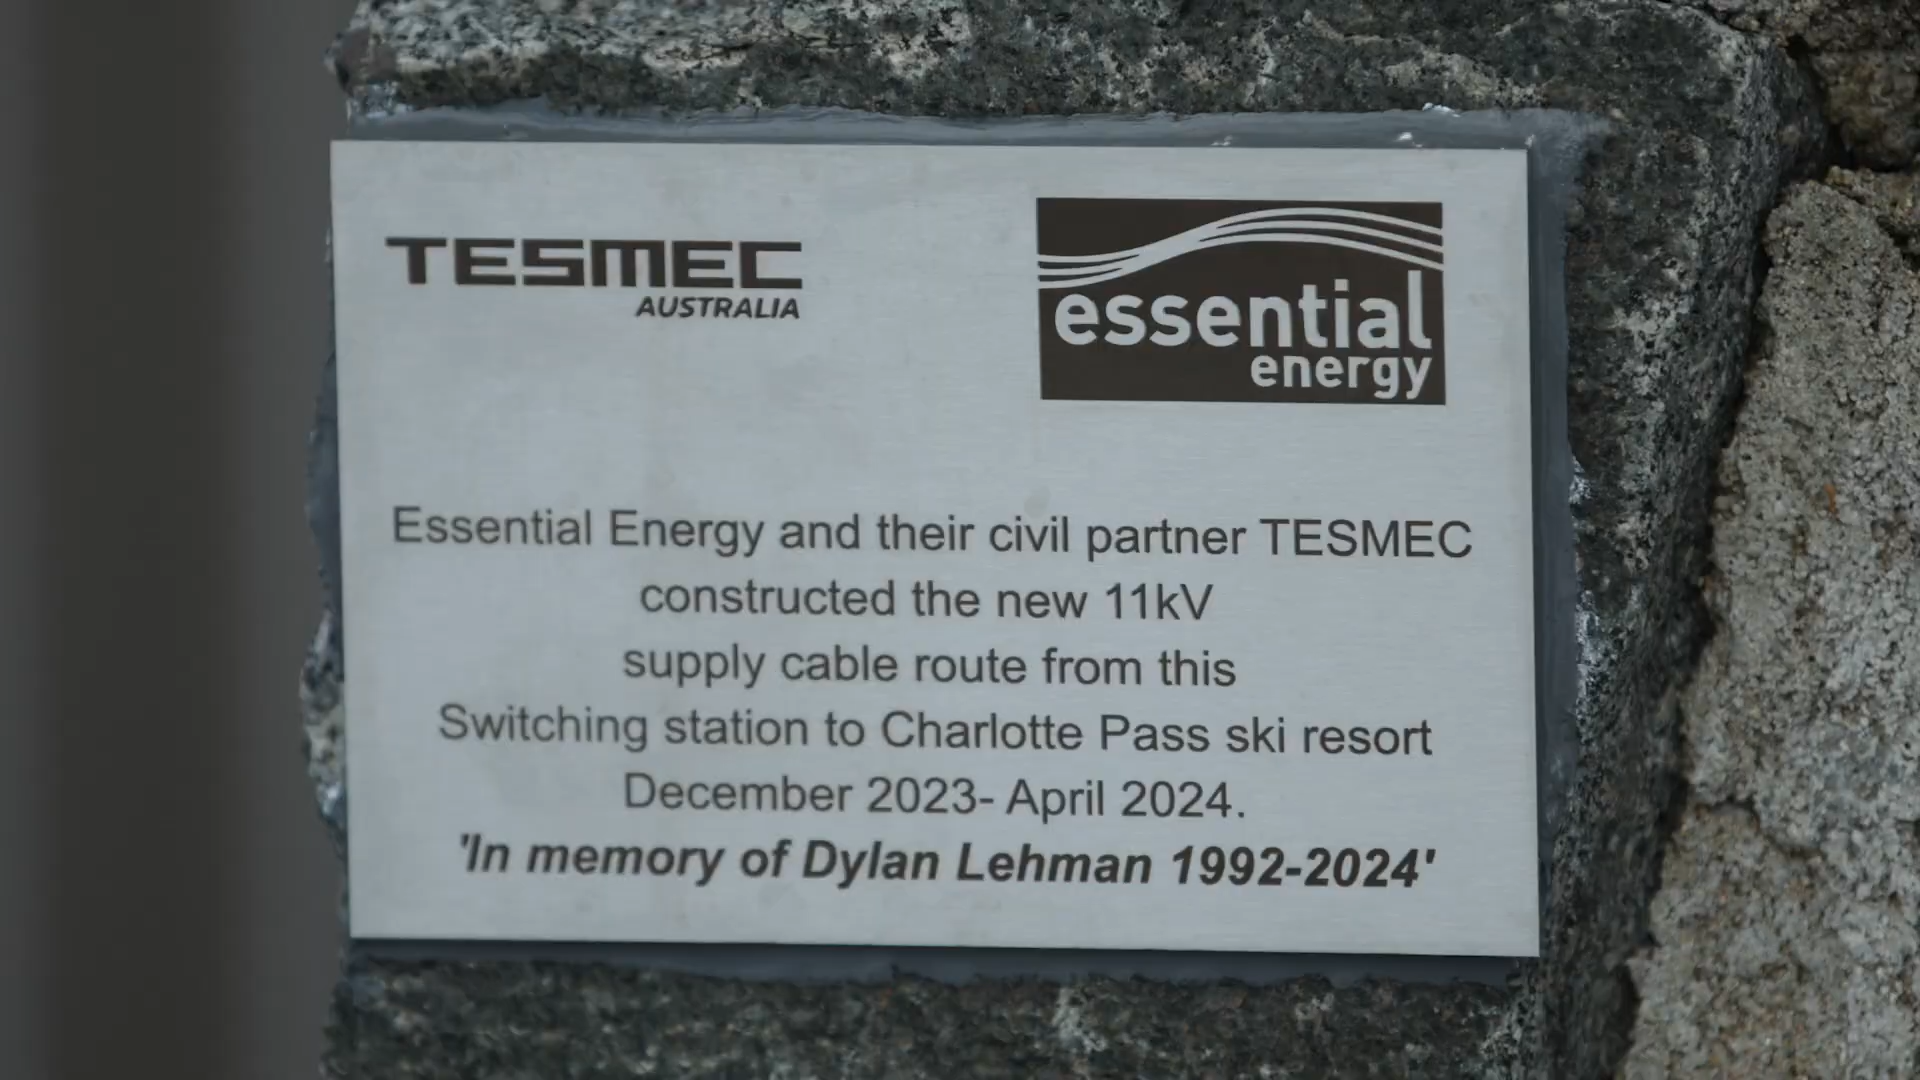 TESMEC
AUSTRALIA
essential
energy
Essential Energy and their civil partner TESMEC
constructed the new 11kV
supply cable route from this
Switching station to Charlotte Pass ski resort
December 2023- April 2024.
'In memory of Dylan Lehman 1992-2024'